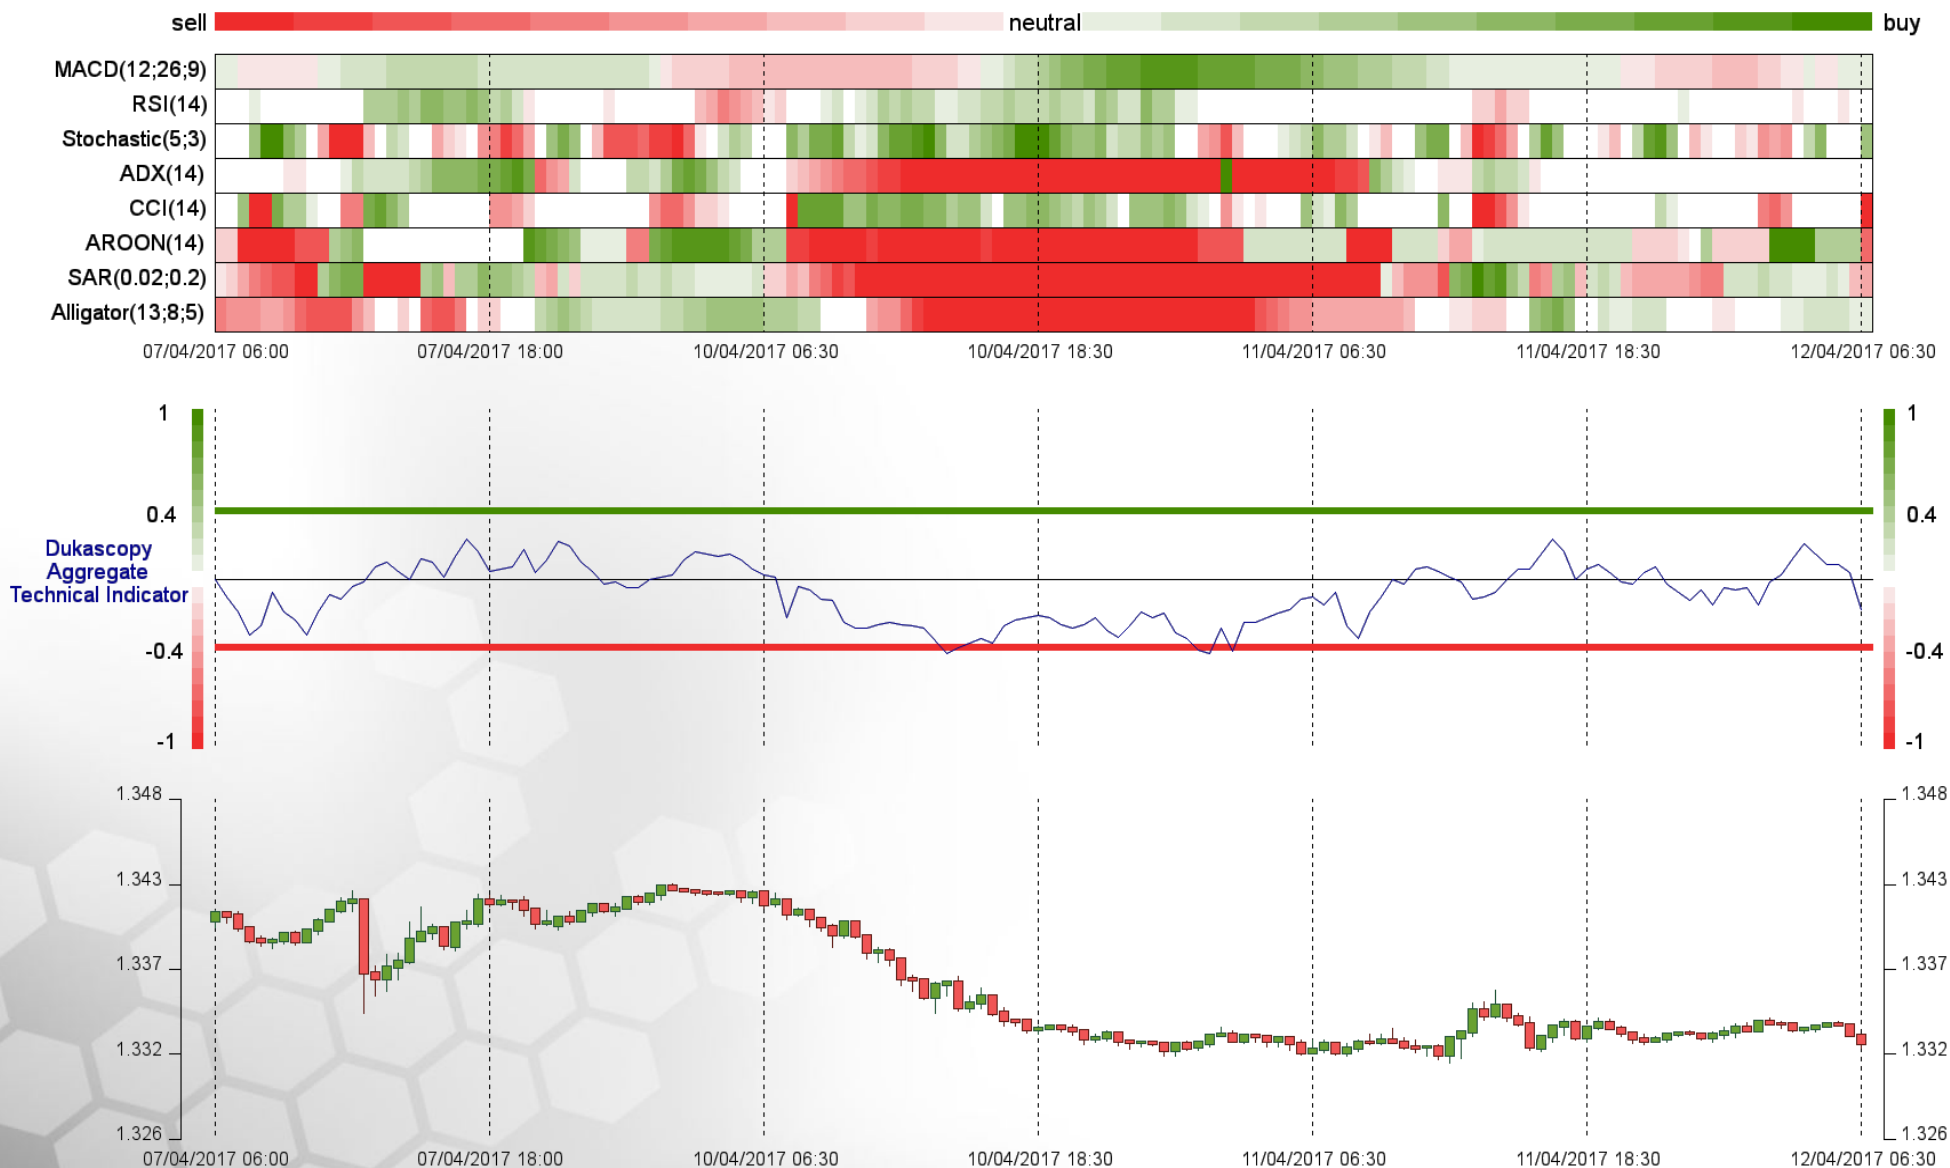 sell neutral buy
MACD(12;26;9)
RSI(14)
Stochastic(5;3)
ADX(14)
CCI(14)
AROON(14)
SAR(0.02;0.2)
Alligator(13;8;5)
07/04/2017 06:00 07/04/2017 18:00 10/04/2017 06:30 10/04/2017 18:30 11/04/2017 06:30 11/04/2017 18:30 12/04/2017 06:30
1 1
0.4 0.4
Dukascopy
Aggregate
Technical Indicator
-0.4 -0.4
-1 -1
1.348 1.348
1.343 1.343
1.337 1.337
1.332 1.332
1.326 1.326
07/04/2017 06:00 07/04/2017 18:00 10/04/2017 06:30 10/04/2017 18:30 11/04/2017 06:30 11/04/2017 18:30 12/04/2017 06:30